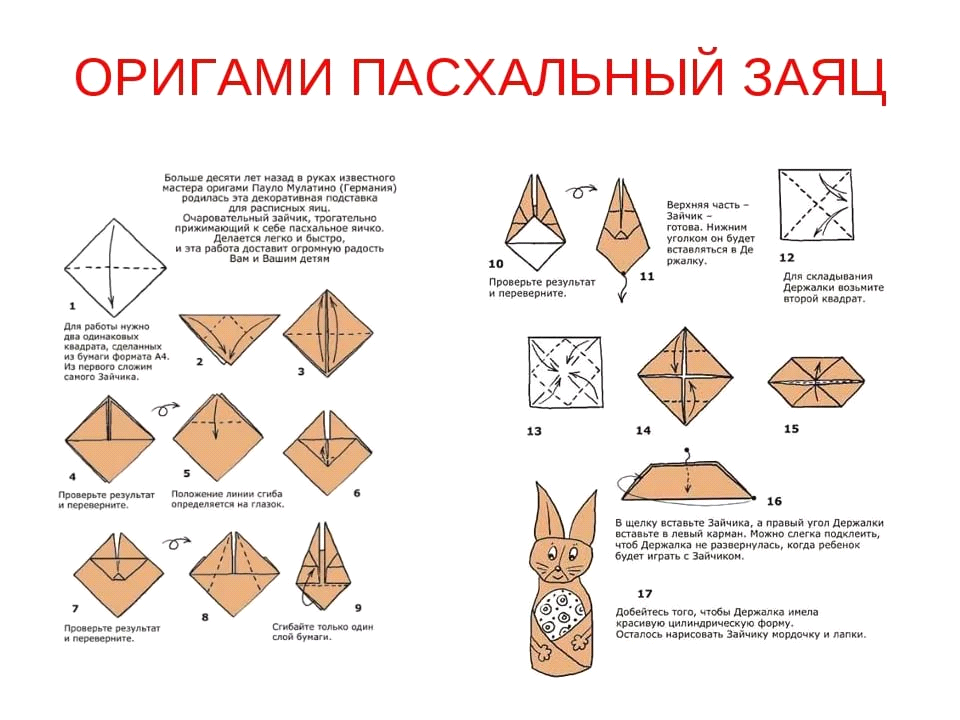 ОРИГАМИ ПАСХАЛЬНЫЙ ЗАЯЦ
Больше десяти лет назад в руках известного
мастера оригами Пауло Мулатино (Германия)
родилась эта декоративная подставка
для расписных яиц.
Очаровательный зайчик, трогательно
прижимающий к себе пасхальное яичко.
Делается легко и быстро,
и эта работа доставит огромную радость
Вам и Вашим детям
1
Для работы нужно
два одинаковых
квадрата, сделанных
из бумаги формата А4.
Из первого сложим
самого Зайчика.
2
3
4
Проверьте результат
и переверните.
5
Положение линии сгиба
определяется на глазок.
6
7
Проверьте результат
и переверните.
8
9
Сгибайте только один
слой бумаги.
10
Проверьте результат
и переверните.
11
Верхняя часть –
Зайчик –
готова. Нижним
уголком он будет
вставляться в Де
ржалку.
12
Для складывания
Держалки возьмите
второй квадрат.
13
14
15
16
В щелку вставьте Зайчика, а правый угол Держалки
вставьте в левый карман. Можно слегка подклеить,
чтоб Держалка не развернулась, когда ребенок
будет играть с Зайчиком.
17
Добейтесь того, чтобы Держалка имела
красивую цилиндрическую форму.
Осталось нарисовать Зайчику мордочку и лапки.